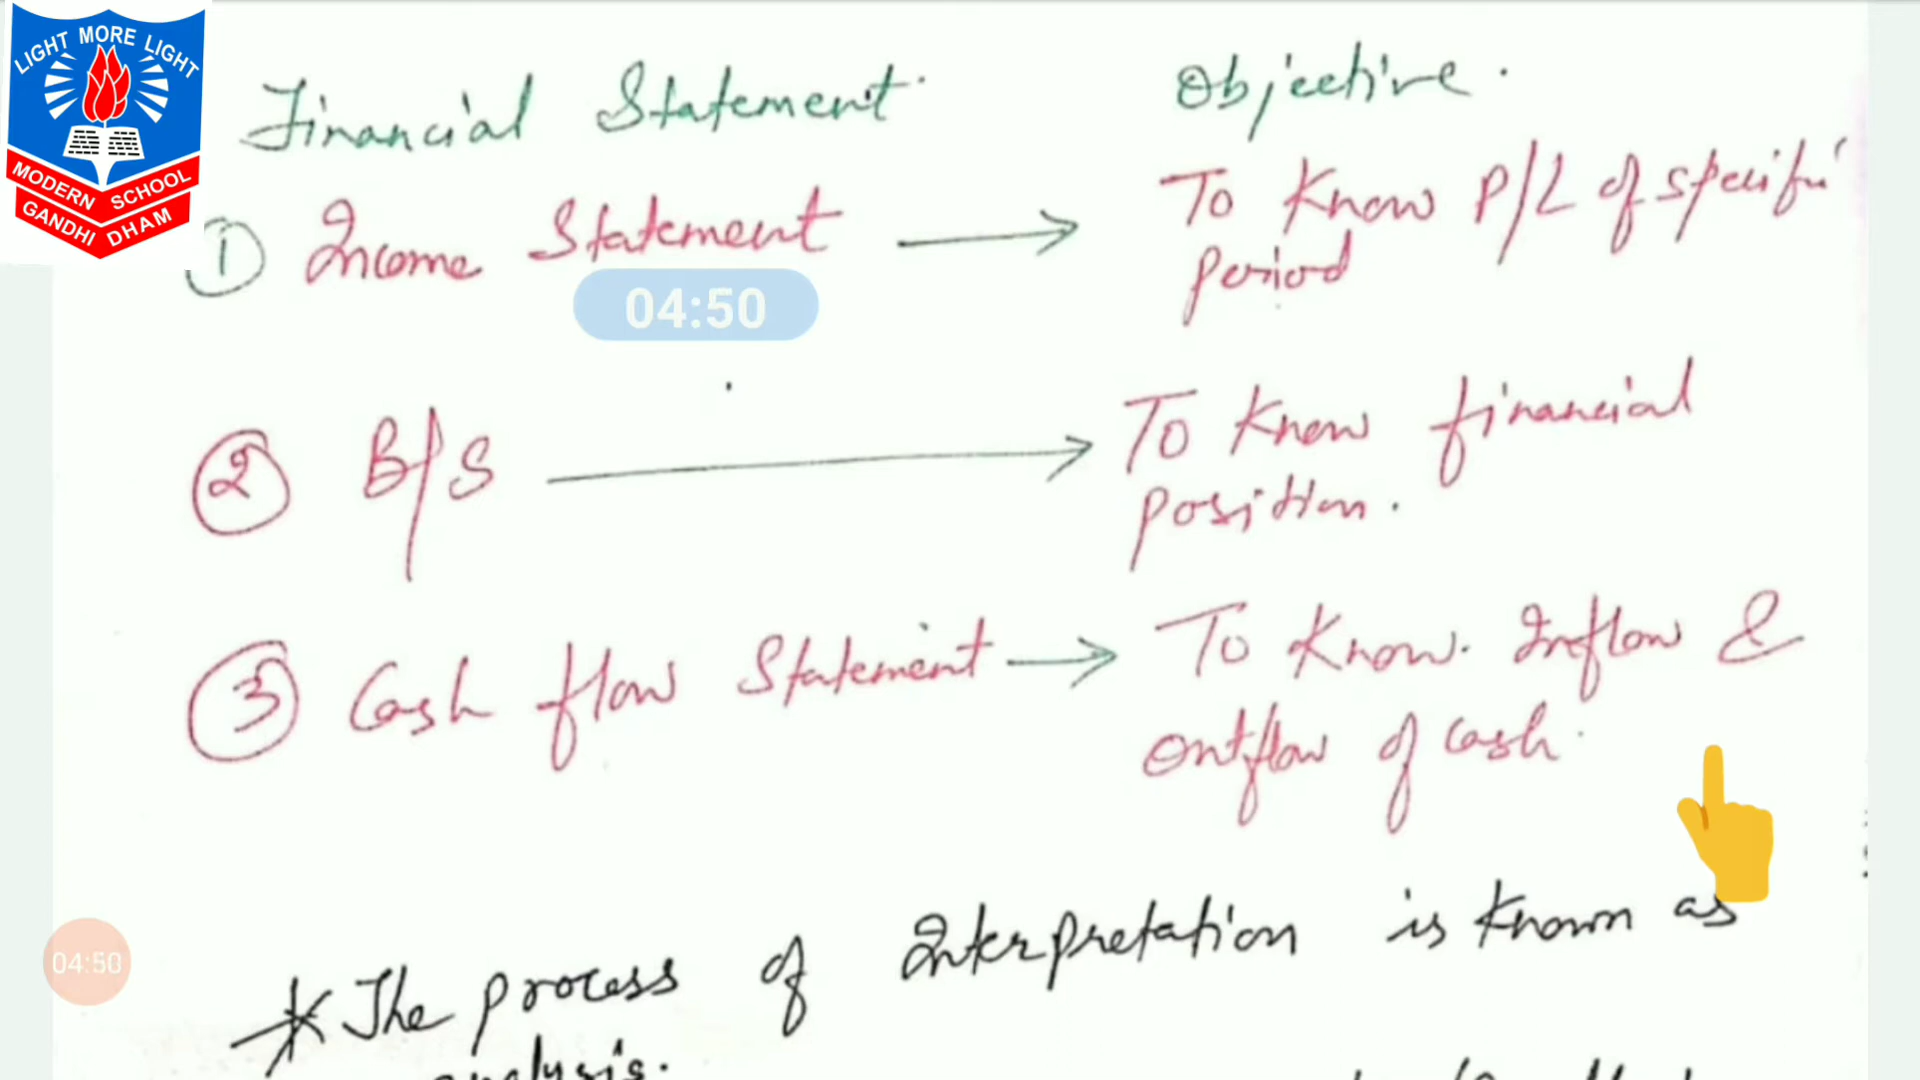 LIGHT MORE LIGHT
MODERN SCHOOL
GANDHI DHAM
Financial Statement Objective.
1 Income Statement → To Know P/L of specific
period
04:50
2 B/S → To Know financial
position.
3 Cash flow Statement → To Know. Inflow &
outflow of cash.
04:50
* The process of Interpretation is known as
analysis.